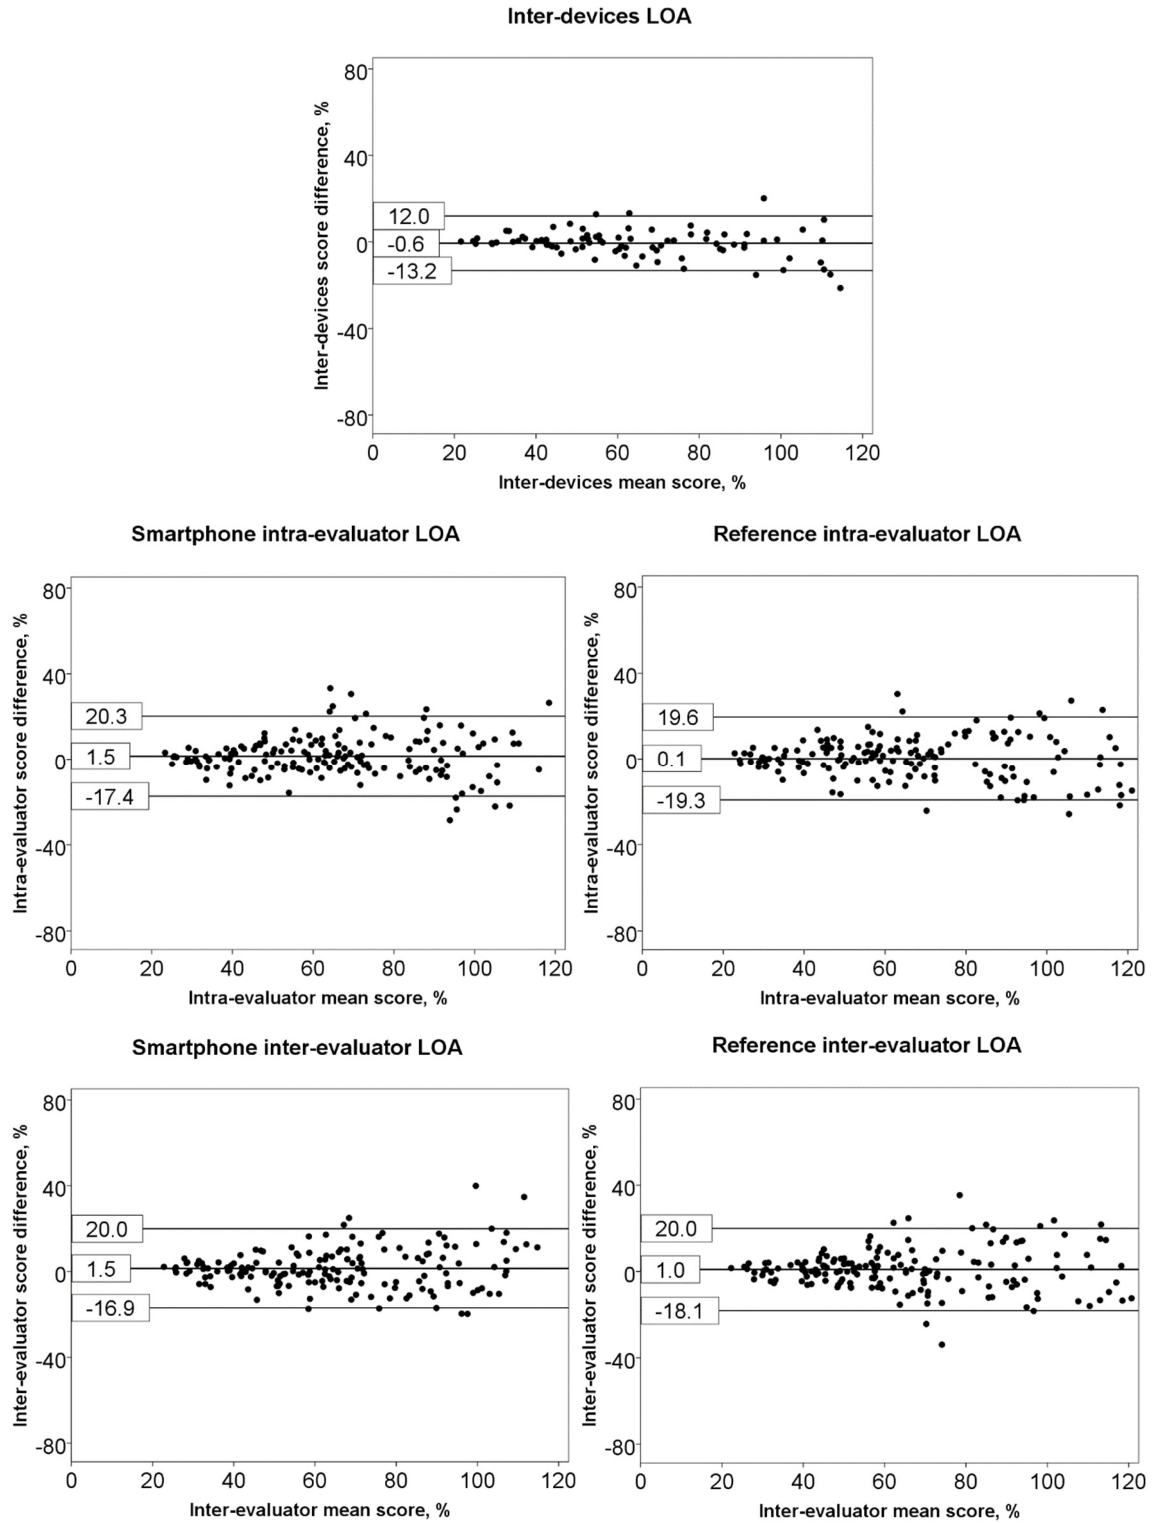 Inter-devices LOA
Inter-devices score difference, %
80
40
0
-40
-80
12.0
-0.6
-13.2
0 20 40 60 80 100 120
Inter-devices mean score, %
Smartphone intra-evaluator LOA
Intra-evaluator score difference, %
80
40
0
-40
-80
20.3
1.5
-17.4
0 20 40 60 80 100 120
Intra-evaluator mean score, %
Reference intra-evaluator LOA
Intra-evaluator score difference, %
80
40
0
-40
-80
19.6
0.1
-19.3
0 20 40 60 80 100 120
Intra-evaluator mean score, %
Smartphone inter-evaluator LOA
Inter-evaluator score difference, %
80
40
0
-40
-80
20.0
1.5
-16.9
0 20 40 60 80 100 120
Inter-evaluator mean score, %
Reference inter-evaluator LOA
Inter-evaluator score difference, %
80
40
0
-40
-80
20.0
1.0
-18.1
0 20 40 60 80 100 120
Inter-evaluator mean score, %